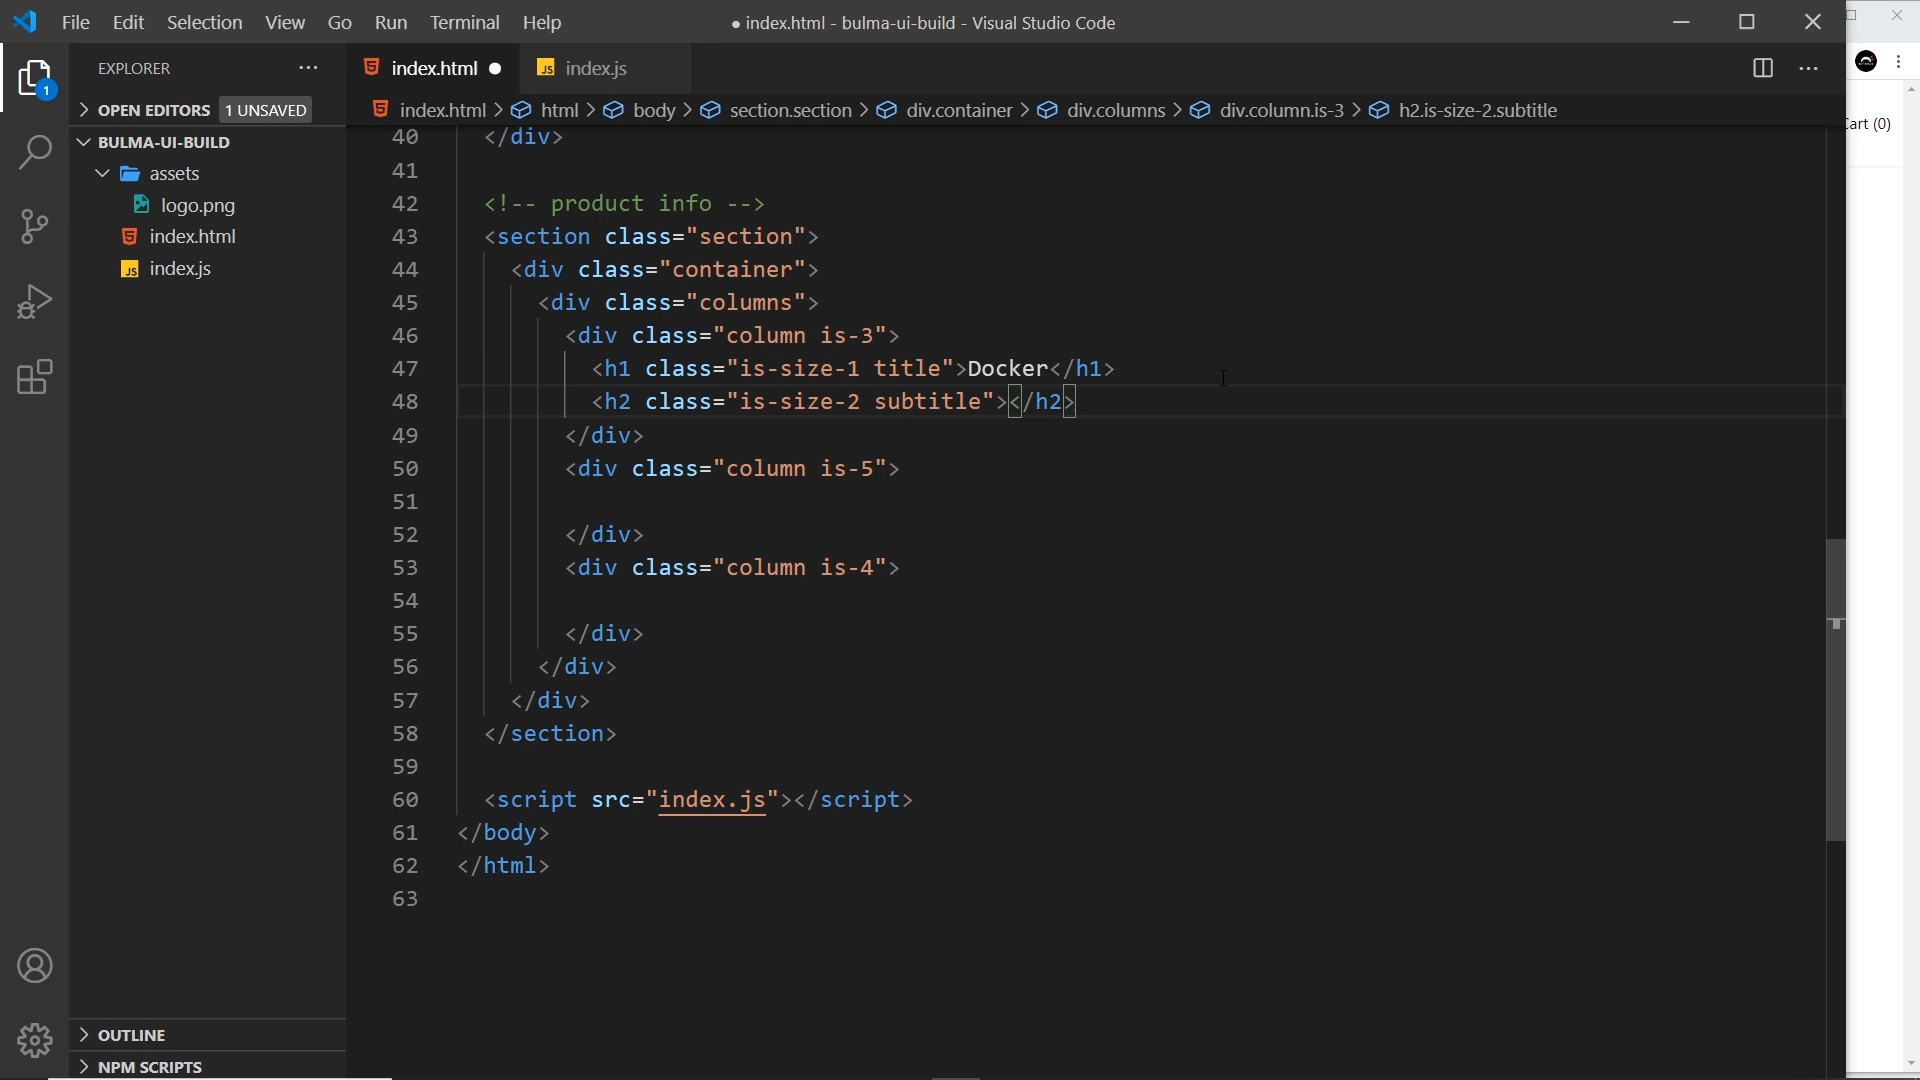 File Edit Selection View Go Run Terminal Help
● index.html - bulma-ui-build - Visual Studio Code
EXPLORER
index.html
JS index.js
1
OPEN EDITORS 1 UNSAVED
index.html > html > body > section.section > div.container > div.columns > div.column.is-3 > h2.is-size-2.subtitle
BULMA-UI-BUILD
assets
logo.png
index.html
JS index.js
OUTLINE
NPM SCRIPTS
40 </div>
41
42 <!-- product info -->
43 <section class="section">
44 <div class="container">
45 <div class="columns">
46 <div class="column is-3">
47 <h1 class="is-size-1 title">Docker</h1>
48 <h2 class="is-size-2 subtitle"></h2>
49 </div>
50 <div class="column is-5">
51
52 </div>
53 <div class="column is-4">
54
55 </div>
56 </div>
57 </div>
58 </section>
59
60 <script src="index.js"></script>
61 </body>
62 </html>
63
(0)